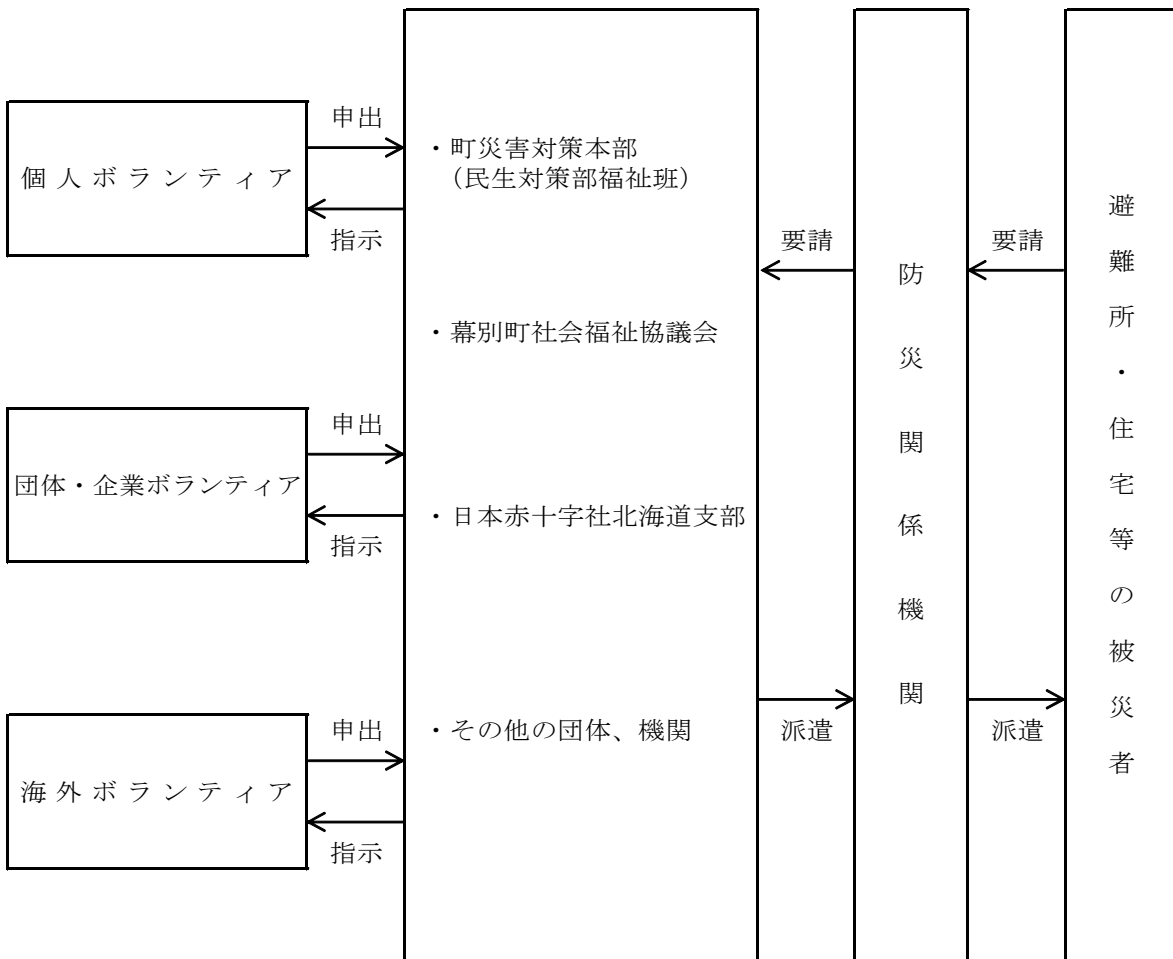 申出
個人ボランティア
指示
申出
団体・企業ボランティア
指示
申出
海外ボランティア
指示
・町災害対策本部
（民生対策部福祉班）
・幕別町社会福祉協議会
・日本赤十字社北海道支部
・その他の団体、機関
要請
派遣
防災関係機関
要請
派遣
避難所・住宅等の被災者